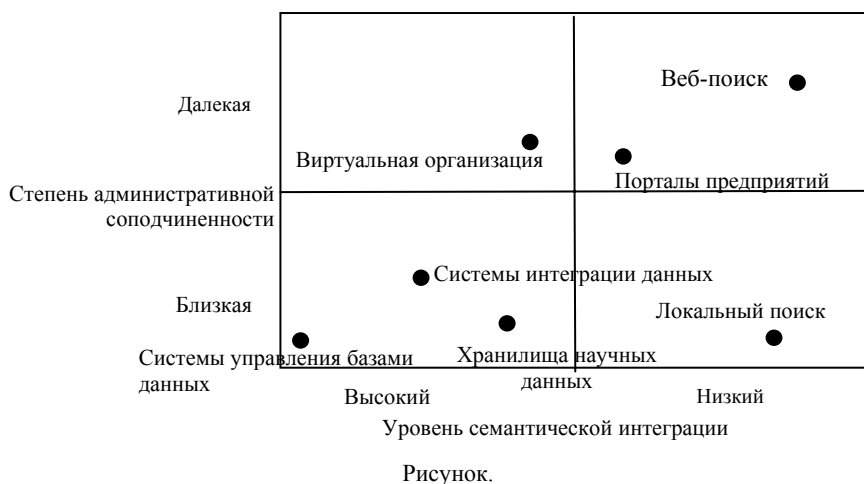 Веб-поиск
Далекая
Виртуальная организация
Порталы предприятий
Степень административной
соподчиненности
Системы интеграции данных
Близкая
Локальный поиск
Системы управления базами
данных
Хранилища научных
данных
Высокий
Низкий
Уровень семантической интеграции
Рисунок.